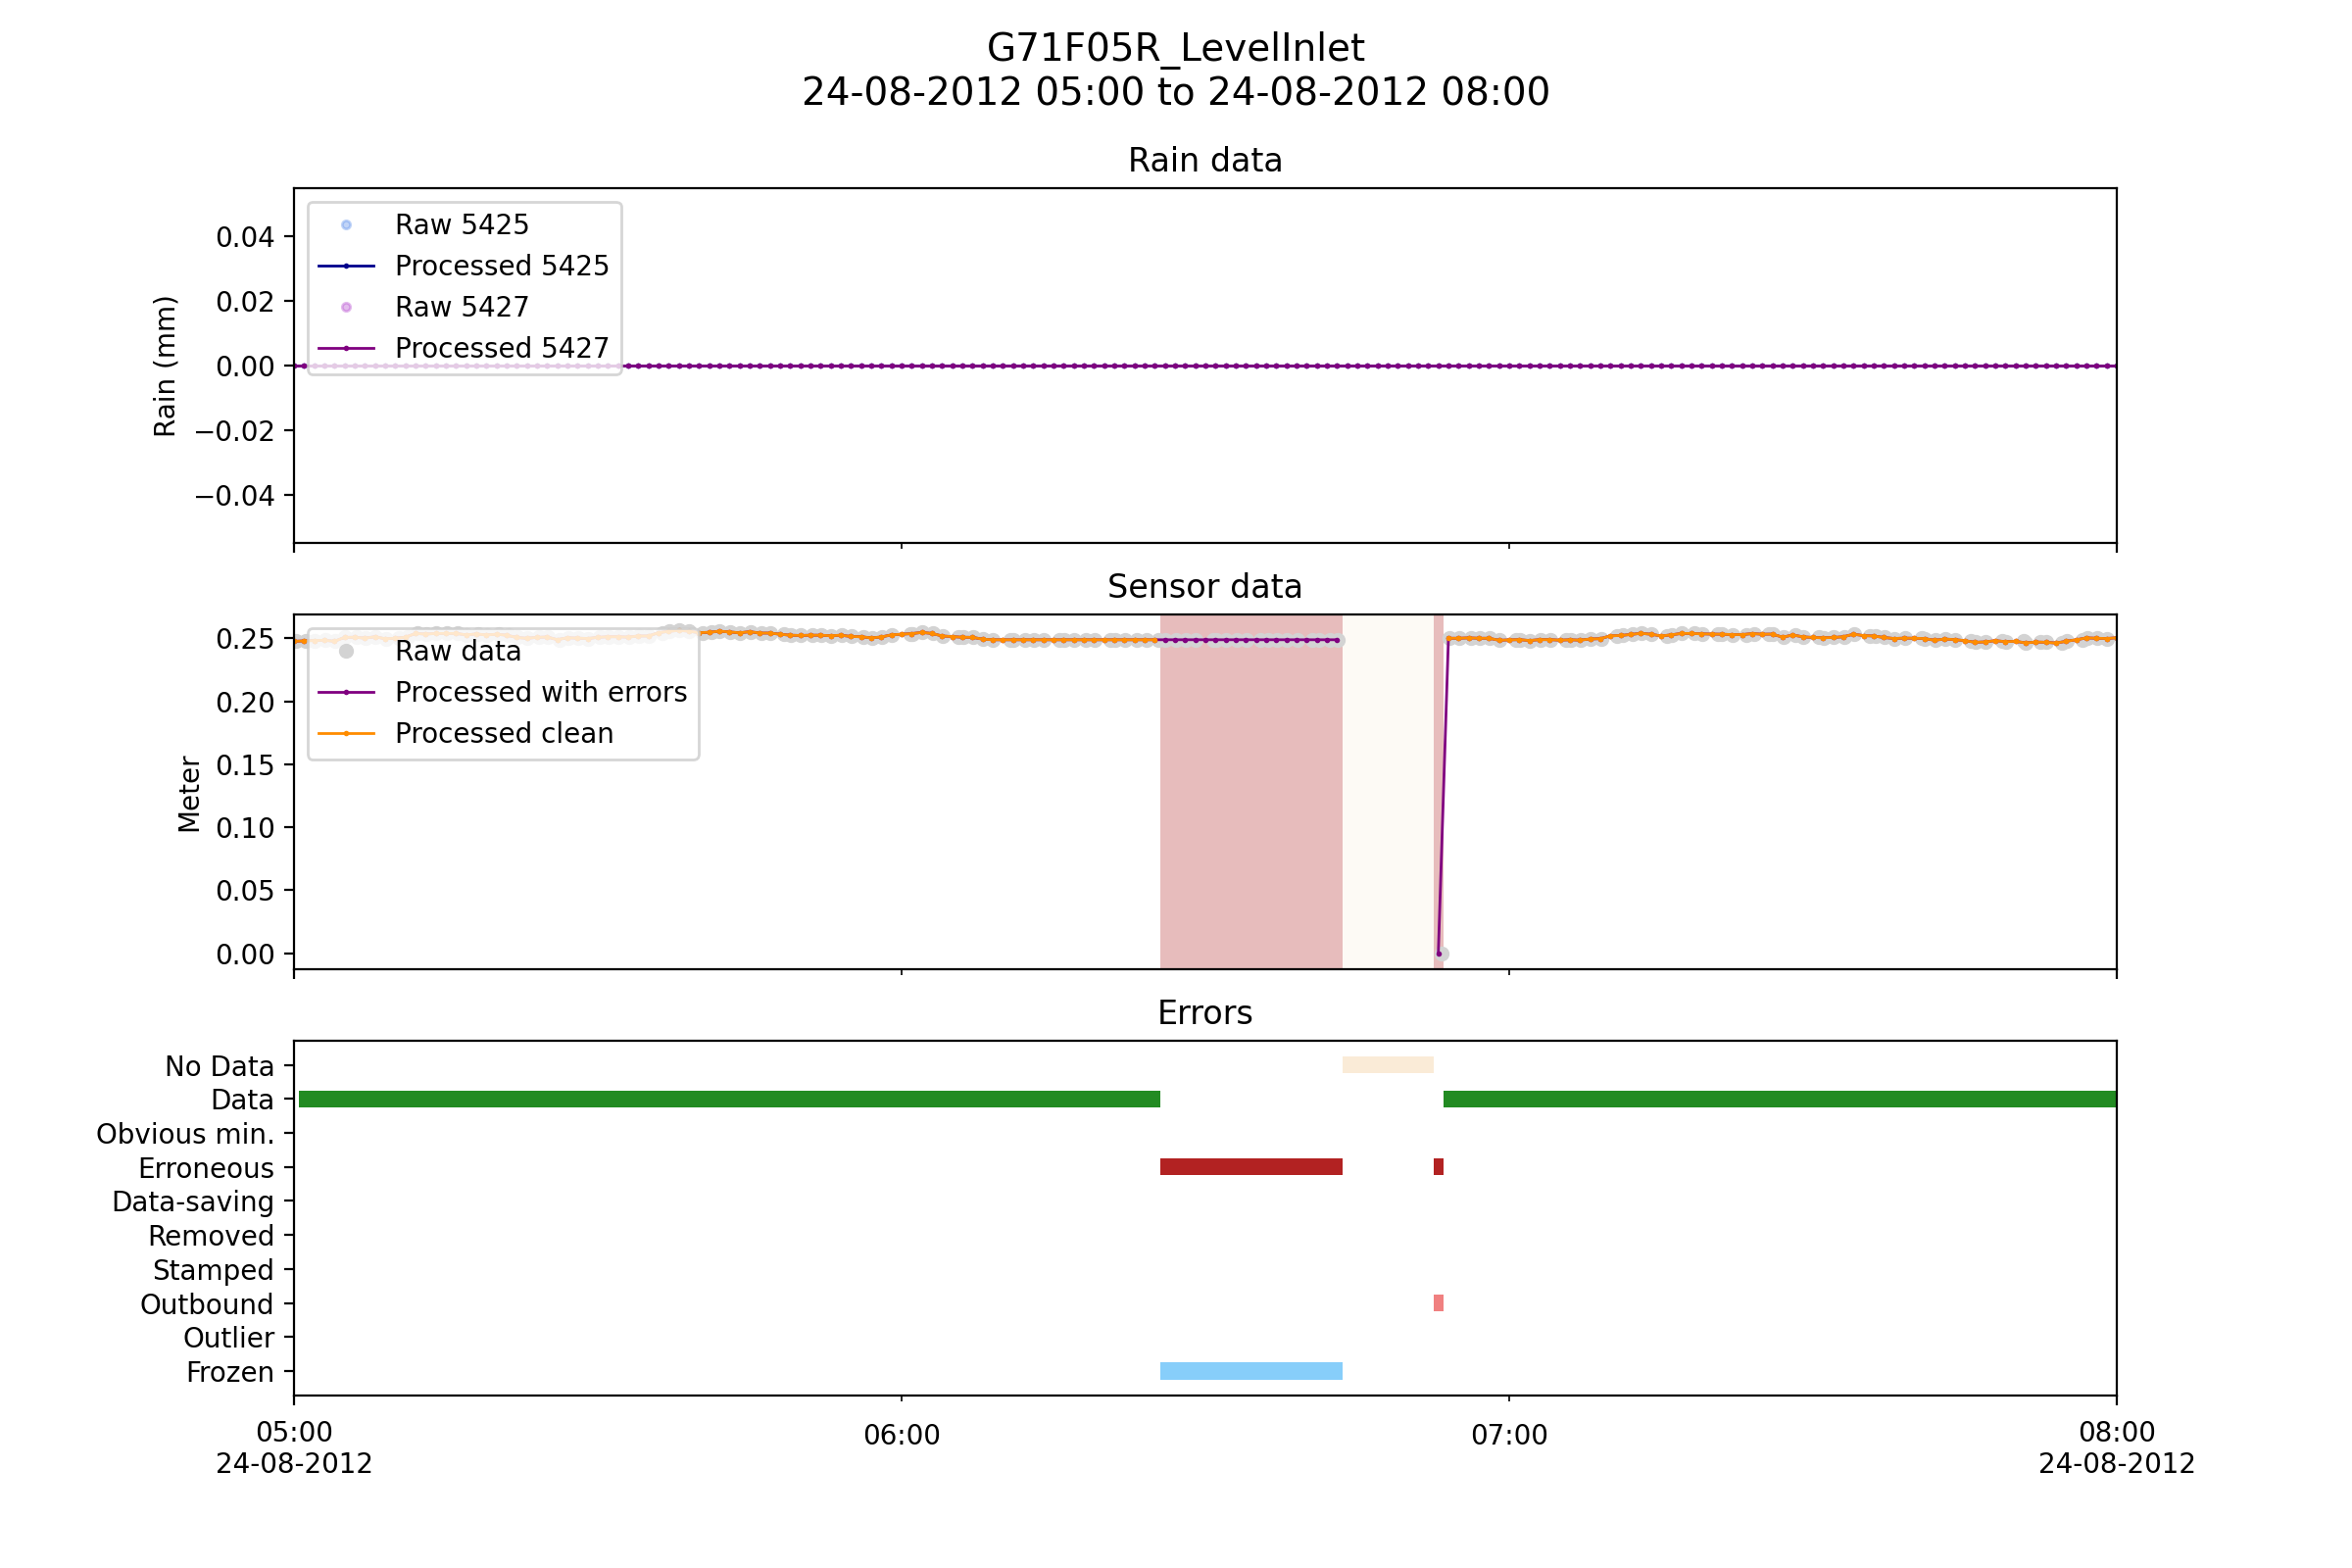 G71F05R_LevelInlet
24-08-2012 05:00 to 24-08-2012 08:00
Rain data
Raw 5425
Processed 5425
Raw 5427
Processed 5427
0.04
0.02
0.00
−0.02
−0.04
Rain (mm)
Sensor data
Raw data
Processed with errors
Processed clean
0.25
0.20
0.15
0.10
0.05
0.00
Meter
Errors
No Data
Data
Obvious min.
Erroneous
Data-saving
Removed
Stamped
Outbound
Outlier
Frozen
05:00
24-08-2012
06:00
07:00
08:00
24-08-2012